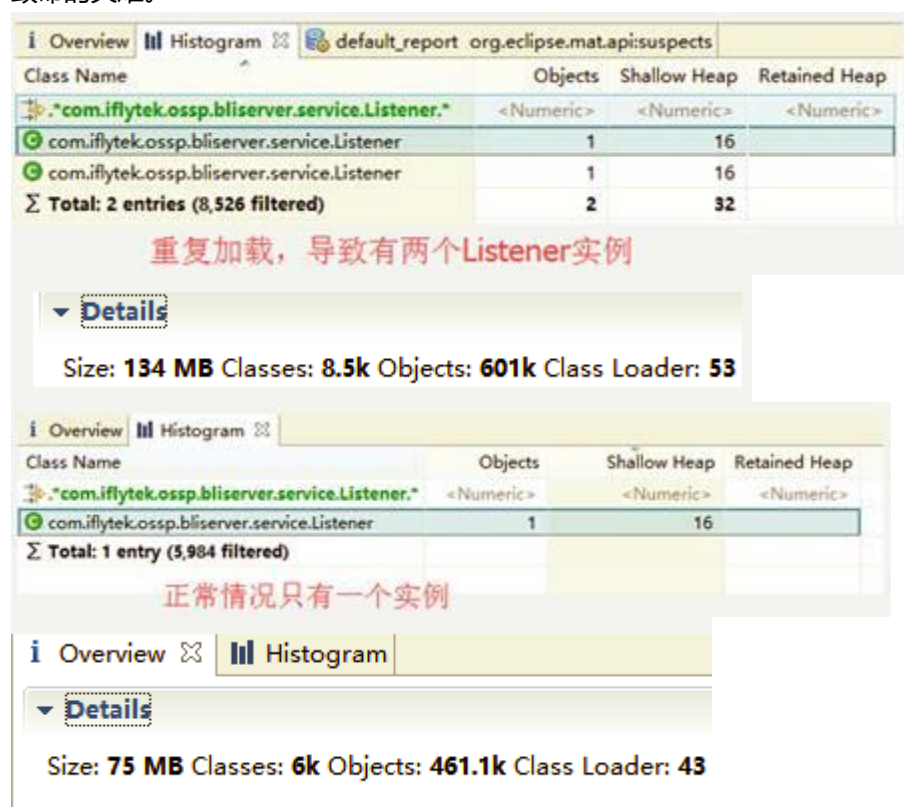 i Overview Histogram default_report org.eclipse.mat.api:suspects
Class Name Objects Shallow Heap Retained Heap
.*com.iflytek.ossp.bliserver.service.Listener.* <Numeric> <Numeric> <Numeric>
com.iflytek.ossp.bliserver.service.Listener 1 16
com.iflytek.ossp.bliserver.service.Listener 1 16
Σ Total: 2 entries (8,526 filtered) 2 32
重复加载，导致有两个Listener实例
Details
Size: 134 MB Classes: 8.5k Objects: 601k Class Loader: 53
i Overview Histogram
Class Name Objects Shallow Heap Retained Heap
.*com.iflytek.ossp.bliserver.service.Listener.* <Numeric> <Numeric> <Numeric>
com.iflytek.ossp.bliserver.service.Listener 1 16
Σ Total: 1 entry (5,984 filtered)
正常情况只有一个实例
i Overview Histogram
Details
Size: 75 MB Classes: 6k Objects: 461.1k Class Loader: 43